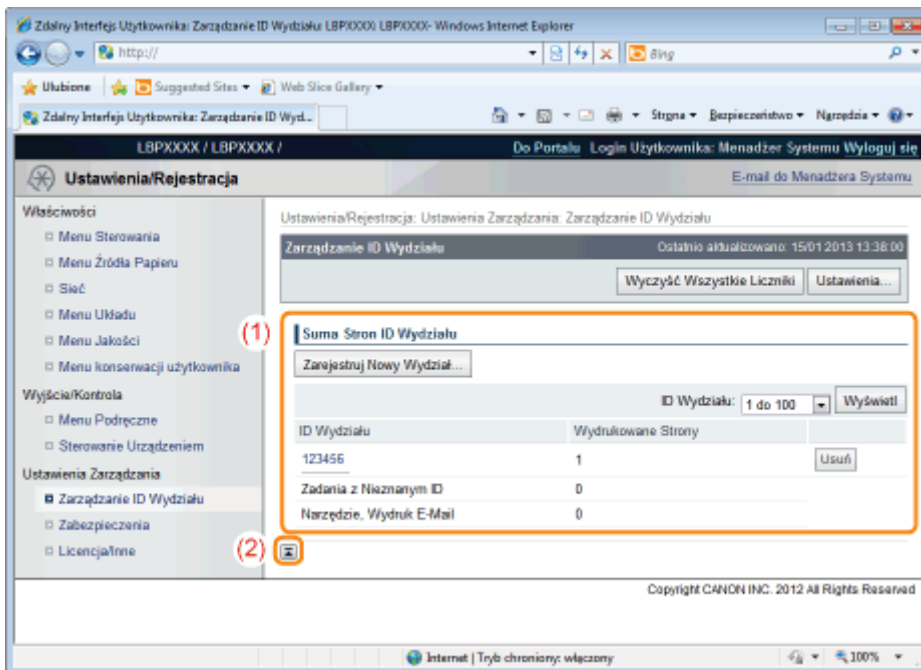 Zdalny Interfejs Użytkownika: Zarządzanie ID Wydziału: LBPXXXX: LBPXXXX- Windows Internet Explorer
http://
Bing
Ulubione Suggested Sites Web Slice Gallery
Zdalny Interfejs Użytkownika: Zarządzanie ID Wyd... Strona Bezpieczeństwo Narzędzia
LBPXXXX / LBPXXXX / Do Portalu Login Użytkownika: Menadżer Systemu Wyloguj się
Ustawienia/Rejestracja E-mail do Menadżera Systemu
Właściwości
Menu Sterowania
Menu Źródła Papieru
Sieć
Menu Układu
Menu Jakości
Menu konserwacji użytkownika
Wyjście/Kontrola
Menu Podręczne
Sterowanie Urządzeniem
Ustawienia Zarządzania
Zarządzanie ID Wydziału
Zabezpieczenia
Licencja/Inne
Ustawienia/Rejestracja: Ustawienia Zarządzania: Zarządzanie ID Wydziału
Zarządzanie ID Wydziału Ostatnio aktualizowano: 15/01 2013 13:38:00
Wyczyść Wszystkie Liczniki Ustawienia...
(1)
Suma Stron ID Wydziału
Zarejestruj Nowy Wydział...
ID Wydziału: 1 do 100 Wyświetl
ID Wydziału Wydrukowane Strony
123456 1 Usuń
Zadania z Nieznanym ID 0
Narzędzie, Wydruk E-Mail 0
(2)
Copyright CANON INC. 2012 All Rights Reserved
Internet | Tryb chroniony: włączony 100%